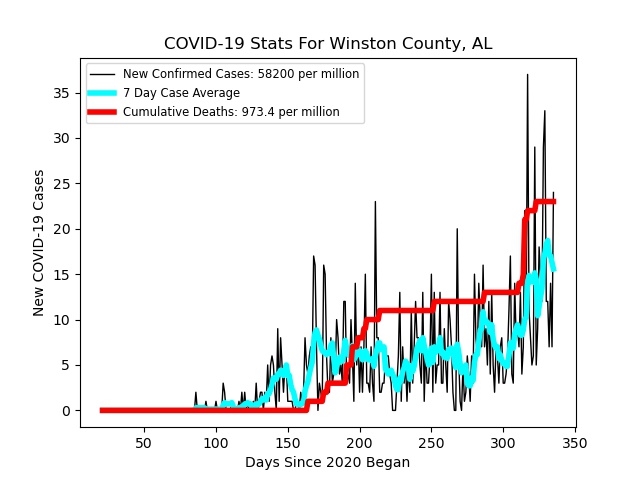 COVID-19 Stats For Winston County, AL
New Confirmed Cases: 58200 per million
7 Day Case Average
Cumulative Deaths: 973.4 per million
New COVID-19 Cases
35
30
25
20
15
10
5
0
50 100 150 200 250 300 350
Days Since 2020 Began